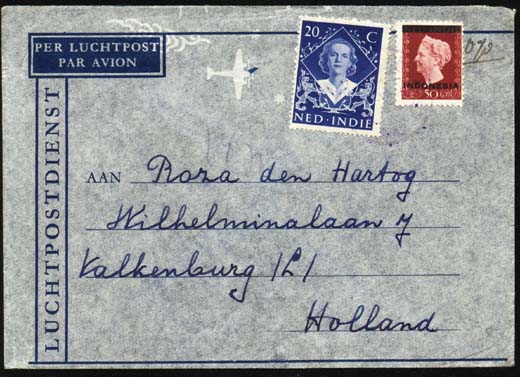 PER LUCHTPOST
PAR AVION
20 C
NED·INDIE
INDONESIA
50
LUCHTPOSTDIENST
AAN Roza den Hartog
Wilhelminalaan 7
Valkenburg /L/
Holland